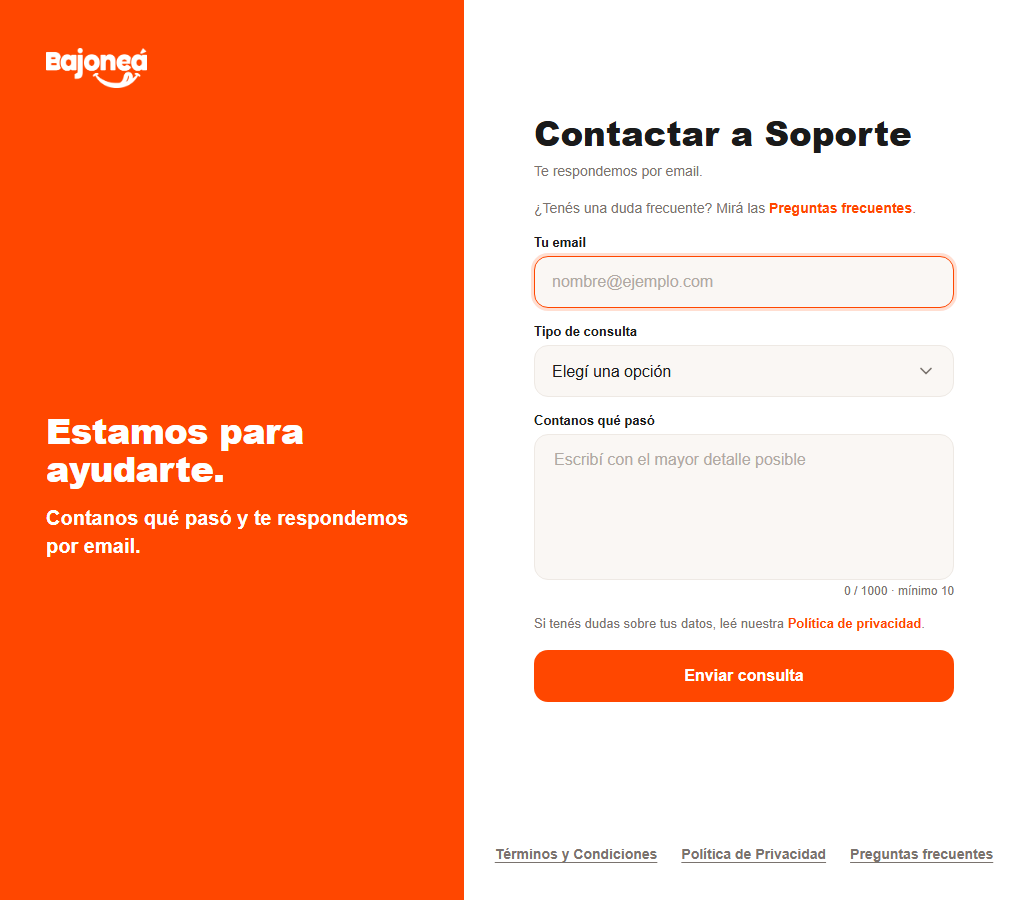 Bajoneá
Estamos para
ayudarte.
Contanos qué pasó y te respondemos
por email.
Contactar a Soporte
Te respondemos por email.
¿Tenés una duda frecuente? Mirá las Preguntas frecuentes.
Tu email
nombre@ejemplo.com
Tipo de consulta
Elegí una opción
Contanos qué pasó
Escribí con el mayor detalle posible
0 / 1000 · mínimo 10
Si tenés dudas sobre tus datos, leé nuestra Política de privacidad.
Enviar consulta
Términos y Condiciones Política de Privacidad Preguntas frecuentes